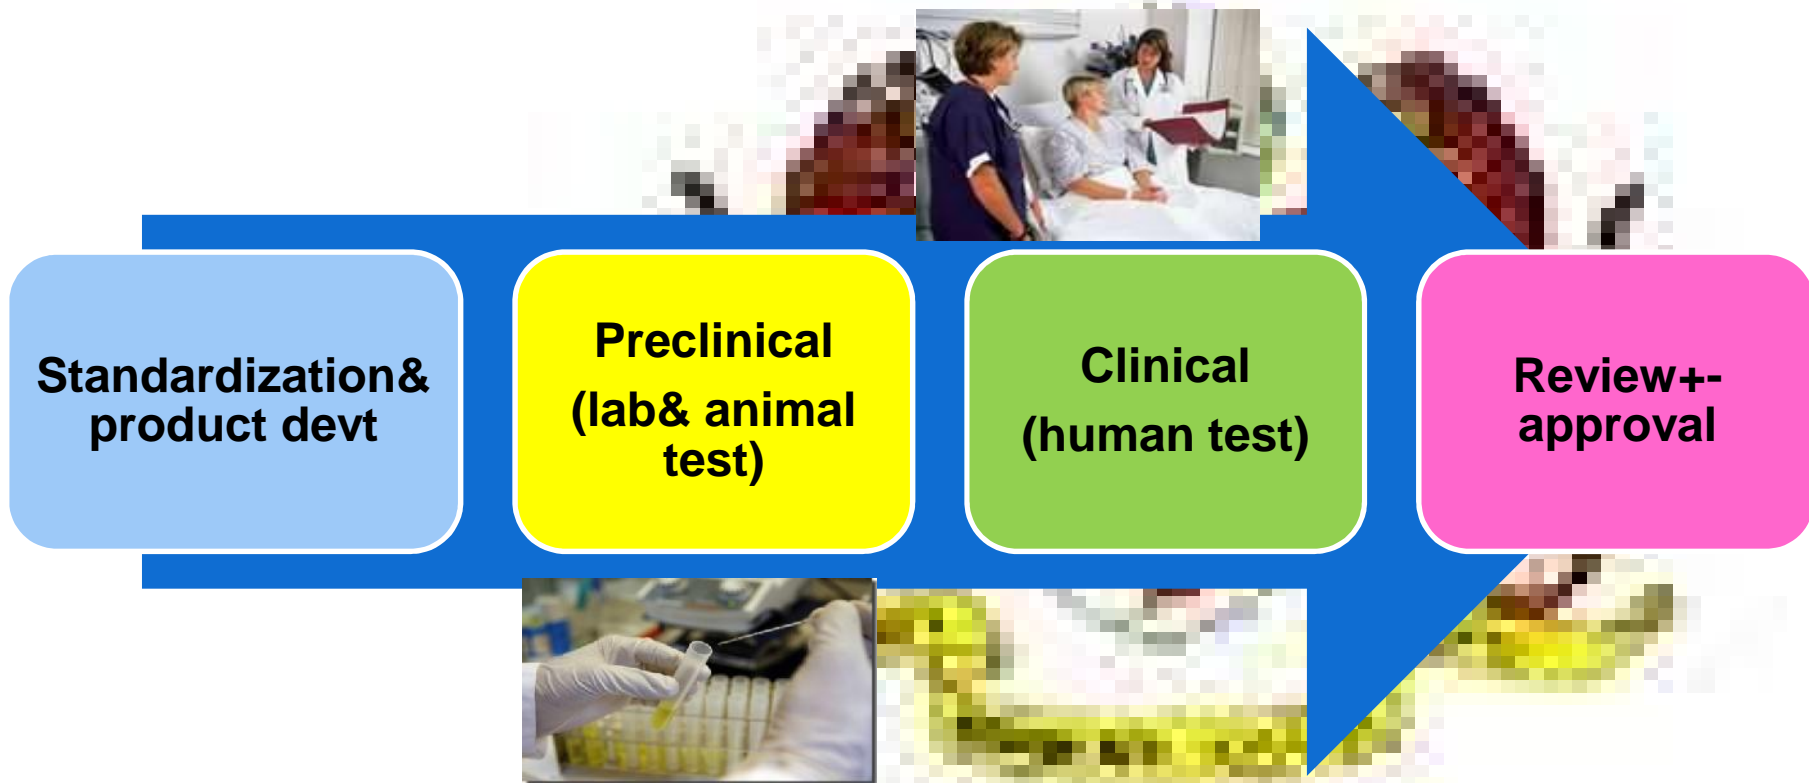 Standardization&
product devt
Preclinical
(lab& animal
test)
Clinical
(human test)
Review+-
approval